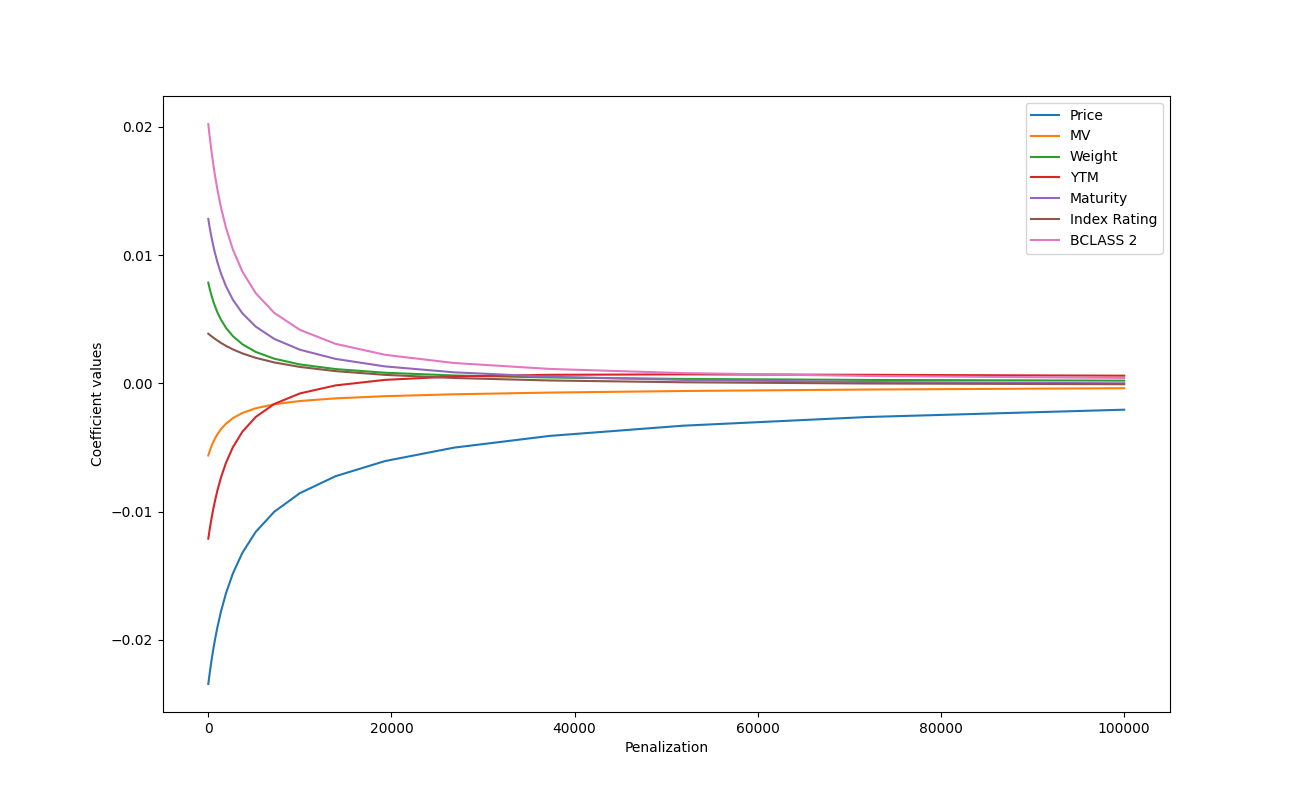 Price
MV
Weight
YTM
Maturity
Index Rating
BCLASS 2
0.02
0.01
0.00
−0.01
−0.02
Coefficient values
0 20000 40000 60000 80000 100000
Penalization